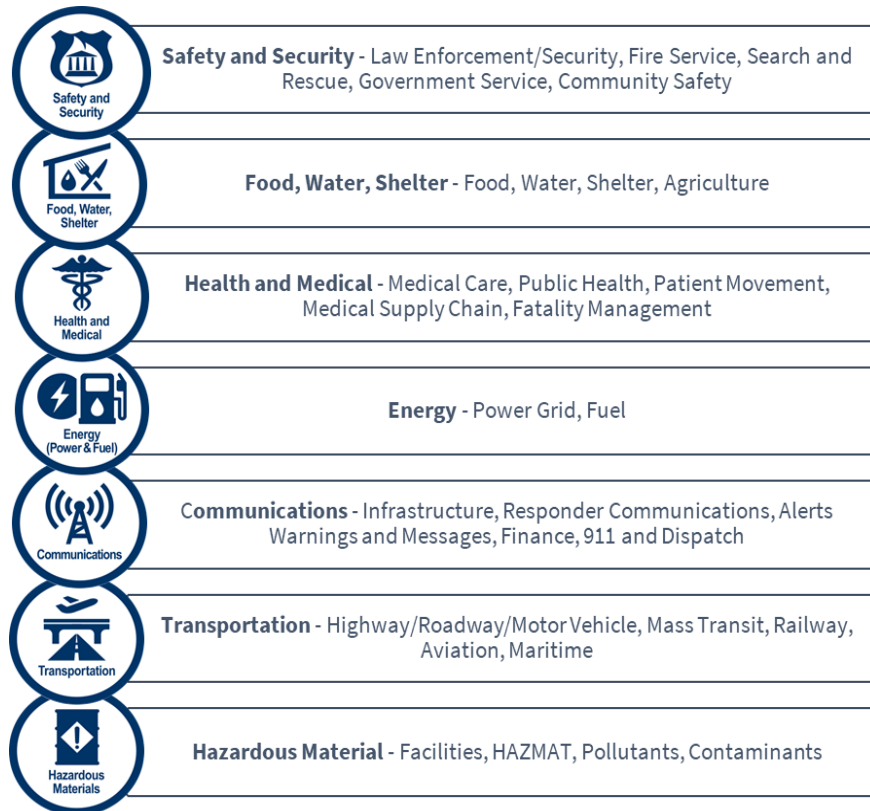 Safety and
Security
Safety and Security - Law Enforcement/Security, Fire Service, Search and
Rescue, Government Service, Community Safety
Food, Water,
Shelter
Food, Water, Shelter - Food, Water, Shelter, Agriculture
Health and
Medical
Health and Medical - Medical Care, Public Health, Patient Movement,
Medical Supply Chain, Fatality Management
Energy
(Power & Fuel)
Energy - Power Grid, Fuel
Communications
Communications - Infrastructure, Responder Communications, Alerts
Warnings and Messages, Finance, 911 and Dispatch
Transportation
Transportation - Highway/Roadway/Motor Vehicle, Mass Transit, Railway,
Aviation, Maritime
Hazardous
Materials
Hazardous Material - Facilities, HAZMAT, Pollutants, Contaminants